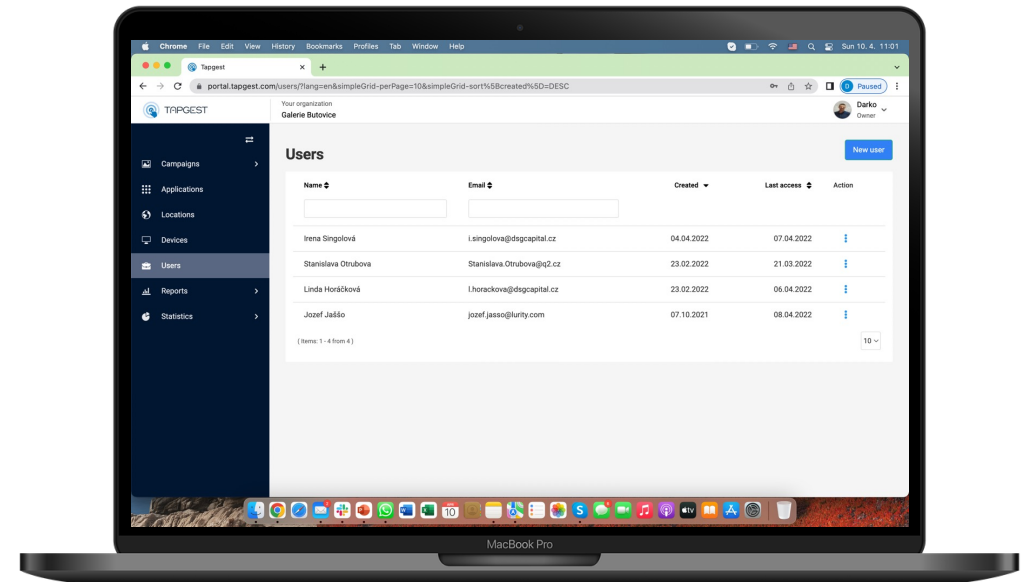 Chrome File Edit View History Bookmarks Profiles Tab Window Help Sun 10. 4. 11:01
Tapgest
portal.tapgest.com/users/?lang=en&simpleGrid-perPage=10&simpleGrid-sort%5Bcreated%5D=DESC
D Paused
TAPGEST
Your organization
Galerie Butovice
Darko
Owner
Campaigns
Applications
Locations
Devices
Users
Reports
Statistics
Users
New user
Name Email Created Last access Action
Irena Singolová i.singolova@dsgcapital.cz 04.04.2022 07.04.2022
Stanislava Otrubova Stanislava.Otrubova@q2.cz 23.02.2022 21.03.2022
Linda Horáčková l.horackova@dsgcapital.cz 23.02.2022 06.04.2022
Jozef Jaššo jozef.jasso@lurity.com 07.10.2021 08.04.2022
( Items: 1 - 4 from 4 )
10
10
tv
MacBook Pro